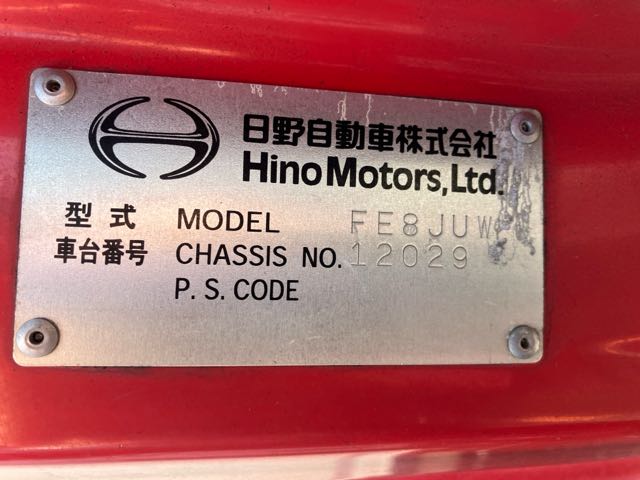 日野自動車株式会社
Hino Motors, Ltd.
型式 MODEL FE8JUW
車台番号 CHASSIS NO. 12029
P. S. CODE